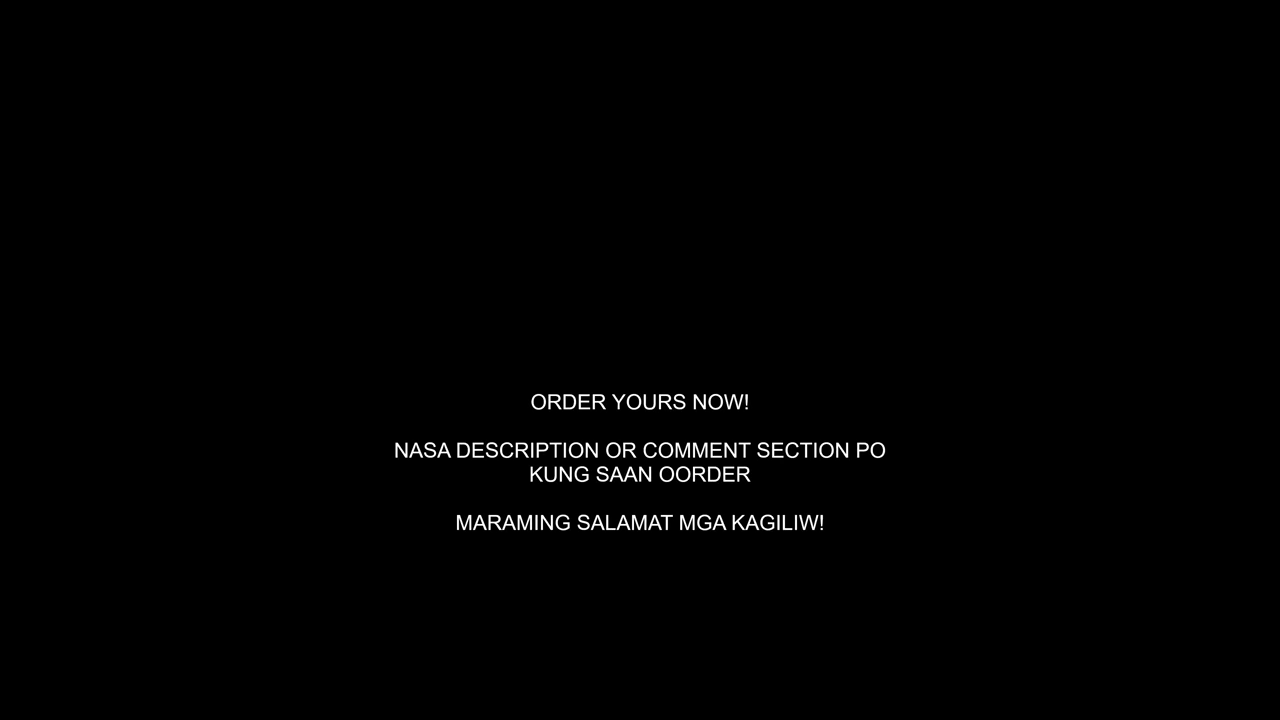 ORDER YOURS NOW!
NASA DESCRIPTION OR COMMENT SECTION PO
KUNG SAAN OORDER
MARAMING SALAMAT MGA KAGILIW!